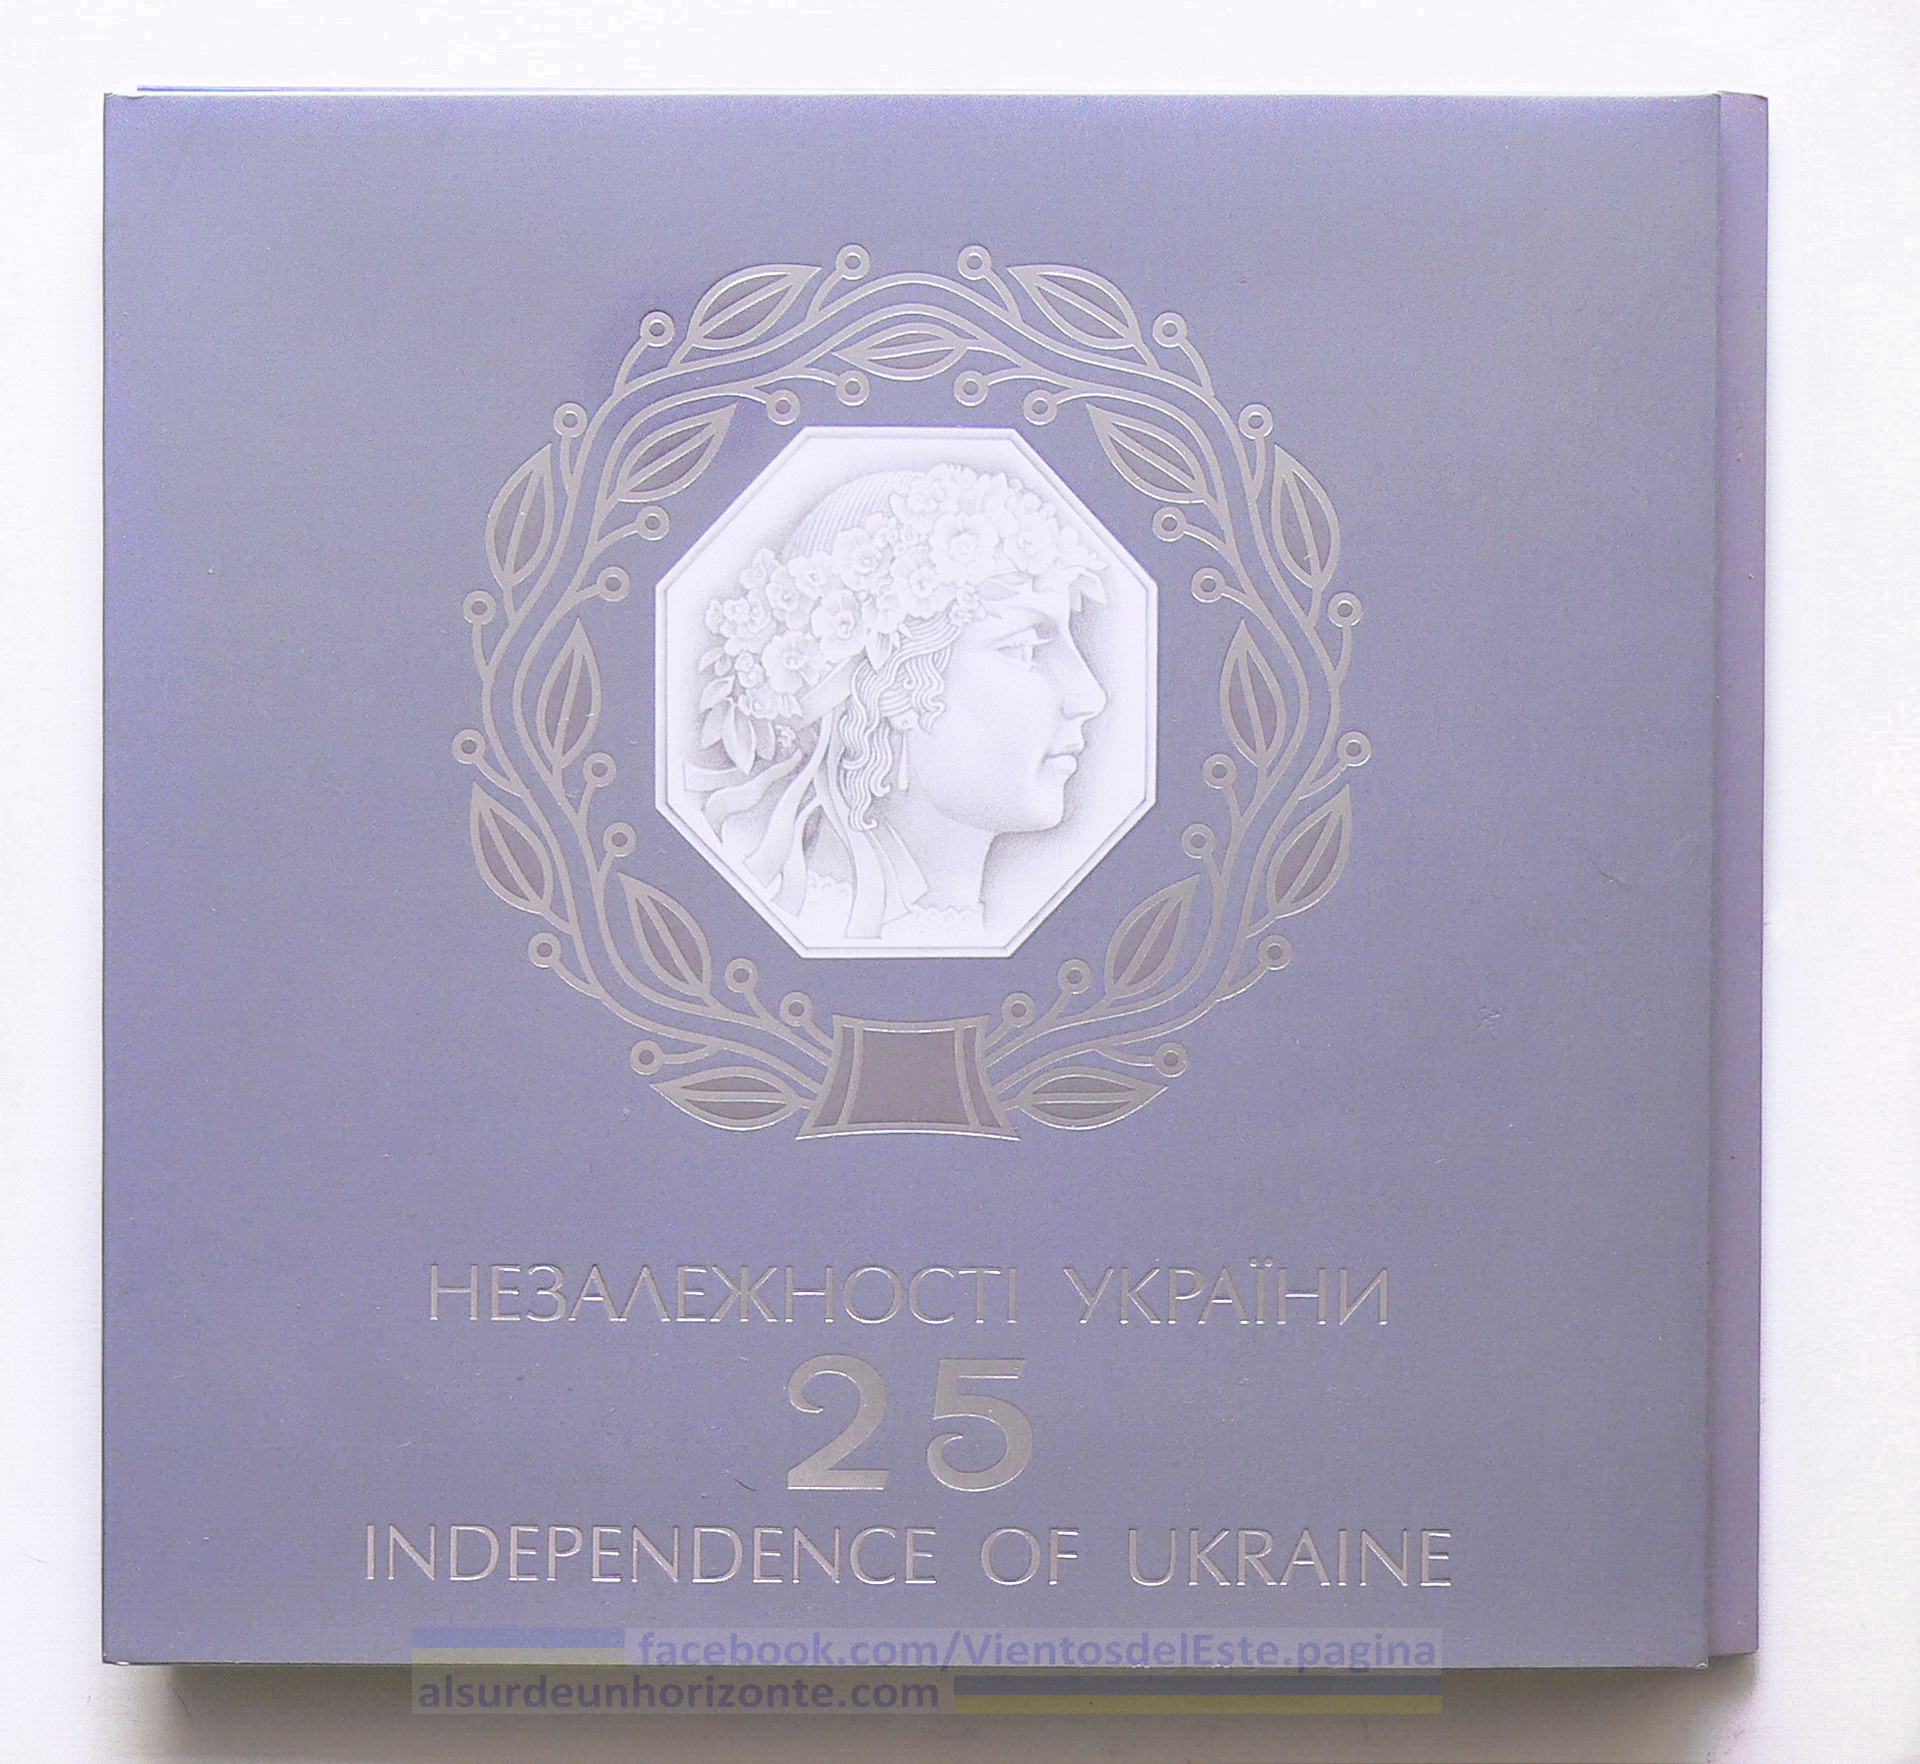 НЕЗАЛЕЖНОСТІ УКРАЇНИ
25
INDEPENDENCE OF UKRAINE
facebook.com/VientosdelEste.pagina
alsurdeunhorizonte.com